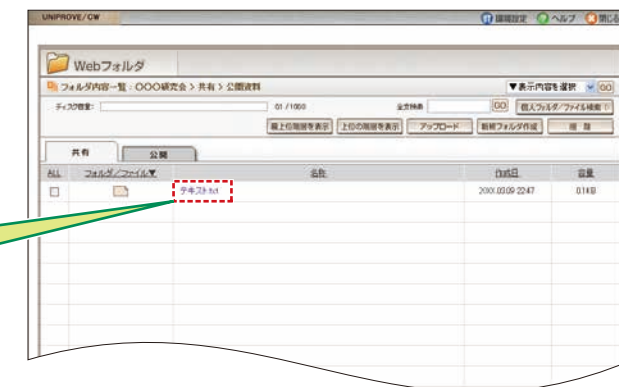 UNIPROVE/CW 環境設定 ヘルプ 閉じる
Webフォルダ
フォルダ内容一覧：○○○研究会 > 共有 > 公開資料 ▼表示内容を選択 GO
ディスク容量: 0.1 /1000 全文検索 GO 個人フォルダ/ファイル検索
最上位階層を表示 上位の階層を表示 アップロード 新規フォルダ作成 削 除
共有 公開
ALL フォルダ/ファイル▼ 名称 作成日 容量
テキスト.txt 20XX.03.09 22:47 0.1KB